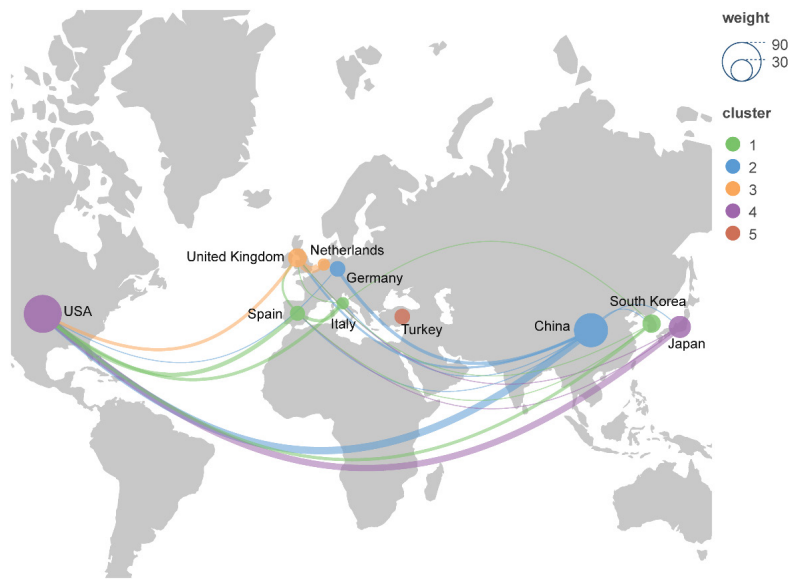 weight
90
30
cluster
1
2
3
4
5
United Kingdom
Netherlands
Germany
USA
Spain
Italy
Turkey
China
South Korea
Japan